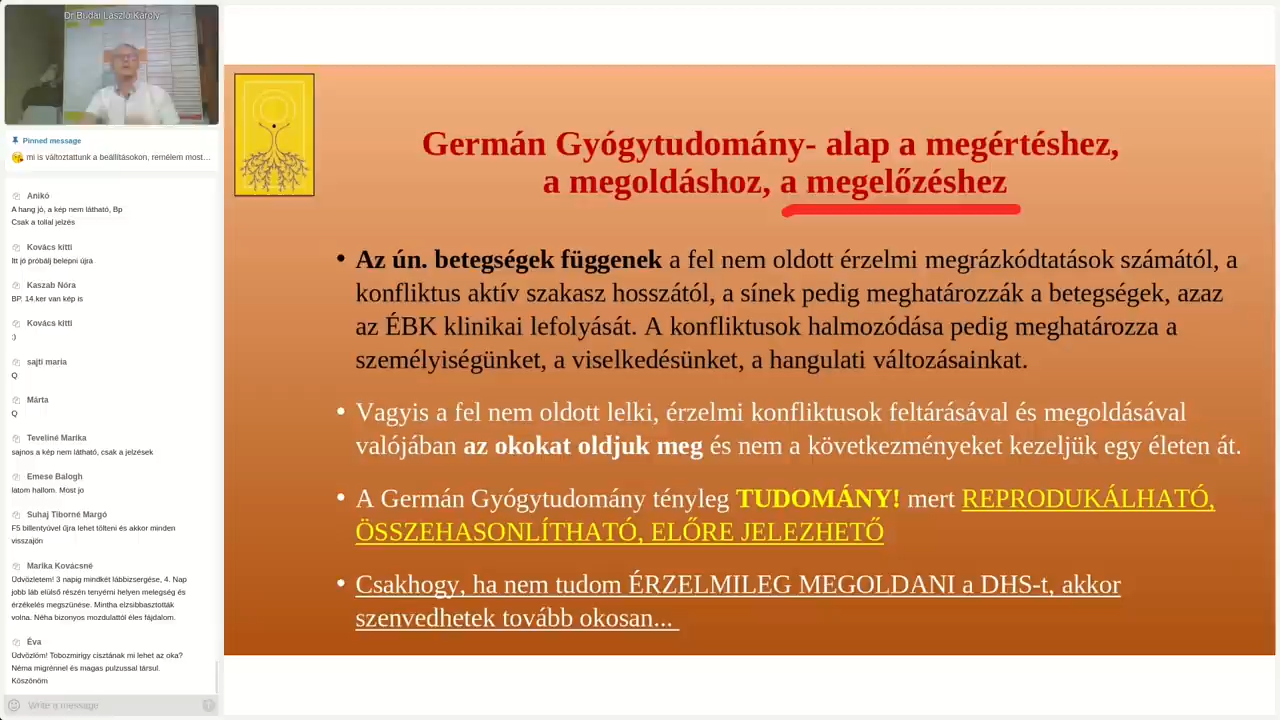 Dr Budai László Károly
Pinned message
mi is változtattunk a beállításokon, remélem most…
Anikó
A hang jó, a kép nem látható, Bp
Csak a tollal jelzés
Kovács kitti
Itt jó próbálj belepni újra
Kaszab Nóra
BP. 14.ker van kép is
Kovács kitti
:)
sajti maria
Q
Márta
Q
Teveliné Marika
sajnos a kép nem látható, csak a jelzések
Emese Balogh
latom hallom. Most jo
Suhaj Tiborné Margó
F5 billentyüvel újra lehet tölteni és akkor minden
visszajön
Marika Kovácsné
Üdvözletem! 3 napig mindkét lábbizsergése, 4. Nap
jobb láb elülső részén tenyérni helyen melegség és
érzékelés megszünése. Mintha elzsibbasztották
volna. Néha bizonyos mozdulattól éles fájdalom.
Éva
Üdvözlöm! Tobozmirigy cisztának mi lehet az oka?
Néma migrénnel és magas pulzussal társul.
Köszönöm
Write a message
Germán Gyógytudomány- alap a megértéshez,
a megoldáshoz, a megelőzéshez
• Az ún. betegségek függenek a fel nem oldott érzelmi megrázkódtatások számától, a
konfliktus aktív szakasz hosszától, a sínek pedig meghatározzák a betegségek, azaz
az ÉBK klinikai lefolyását. A konfliktusok halmozódása pedig meghatározza a
személyiségünket, a viselkedésünket, a hangulati változásainkat.
• Vagyis a fel nem oldott lelki, érzelmi konfliktusok feltárásával és megoldásával
valójában az okokat oldjuk meg és nem a következményeket kezeljük egy életen át.
• A Germán Gyógytudomány tényleg TUDOMÁNY! mert REPRODUKÁLHATÓ,
ÖSSZEHASONLÍTHATÓ, ELŐRE JELEZHETŐ
• Csakhogy, ha nem tudom ÉRZELMILEG MEGOLDANI a DHS-t, akkor
szenvedhetek tovább okosan...